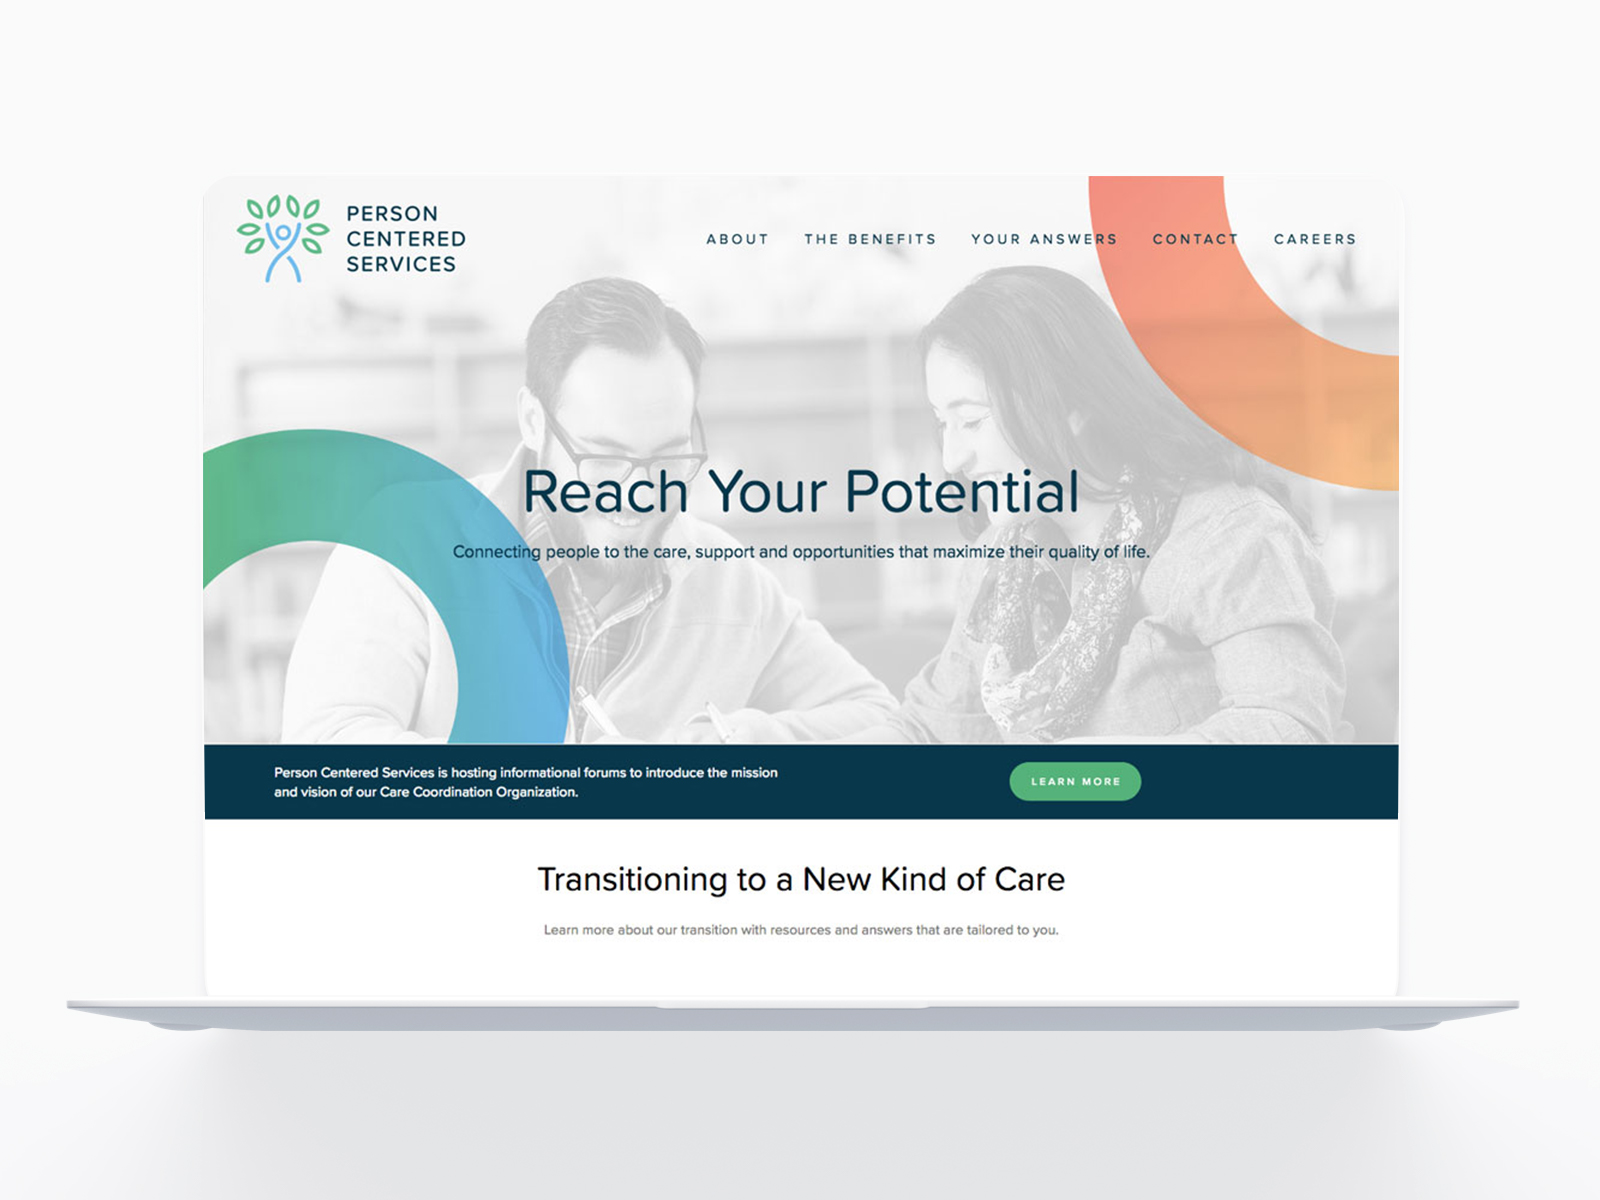 PERSON
CENTERED
SERVICES
ABOUT THE BENEFITS YOUR ANSWERS CONTACT CAREERS
Reach Your Potential
Connecting people to the care, support and opportunities that maximize their quality of life.
Person Centered Services is hosting informational forums to introduce the mission
and vision of our Care Coordination Organization.
LEARN MORE
Transitioning to a New Kind of Care
Learn more about our transition with resources and answers that are tailored to you.